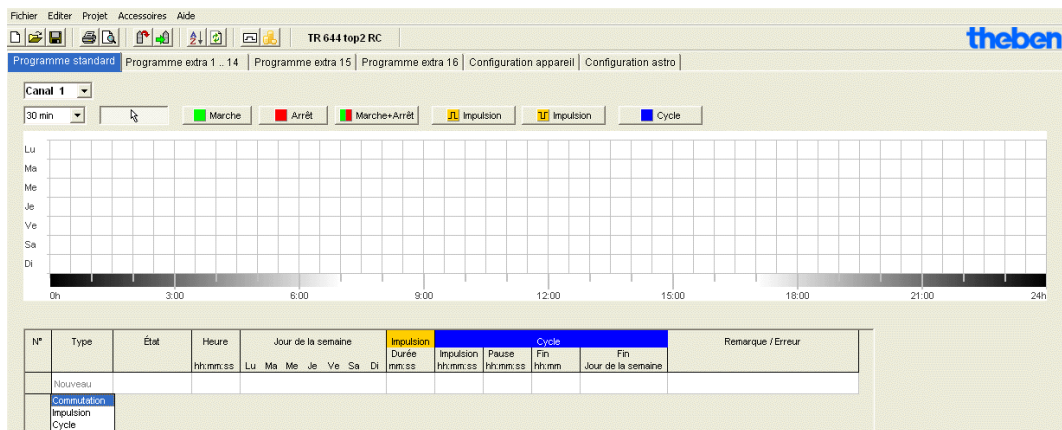 Fichier Editer Projet Accessoires Aide
TR 644 top2 RC
theben
Programme standard Programme extra 1 .. 14 Programme extra 15 Programme extra 16 Configuration appareil Configuration astro
Canal 1
30 min Marche Arrêt Marche+Arrêt Impulsion Impulsion Cycle
Lu
Ma
Me
Je
Ve
Sa
Di
0h 3:00 6:00 9:00 12:00 15:00 18:00 21:00 24h
N° Type État Heure Jour de la semaine Impulsion Cycle Remarque / Erreur
Durée Impulsion Pause Fin Fin
hh:mm:ss Lu Ma Me Je Ve Sa Di mm:ss hh:mm:ss hh:mm:ss hh:mm Jour de la semaine
Nouveau
Commutation
Impulsion
Cycle